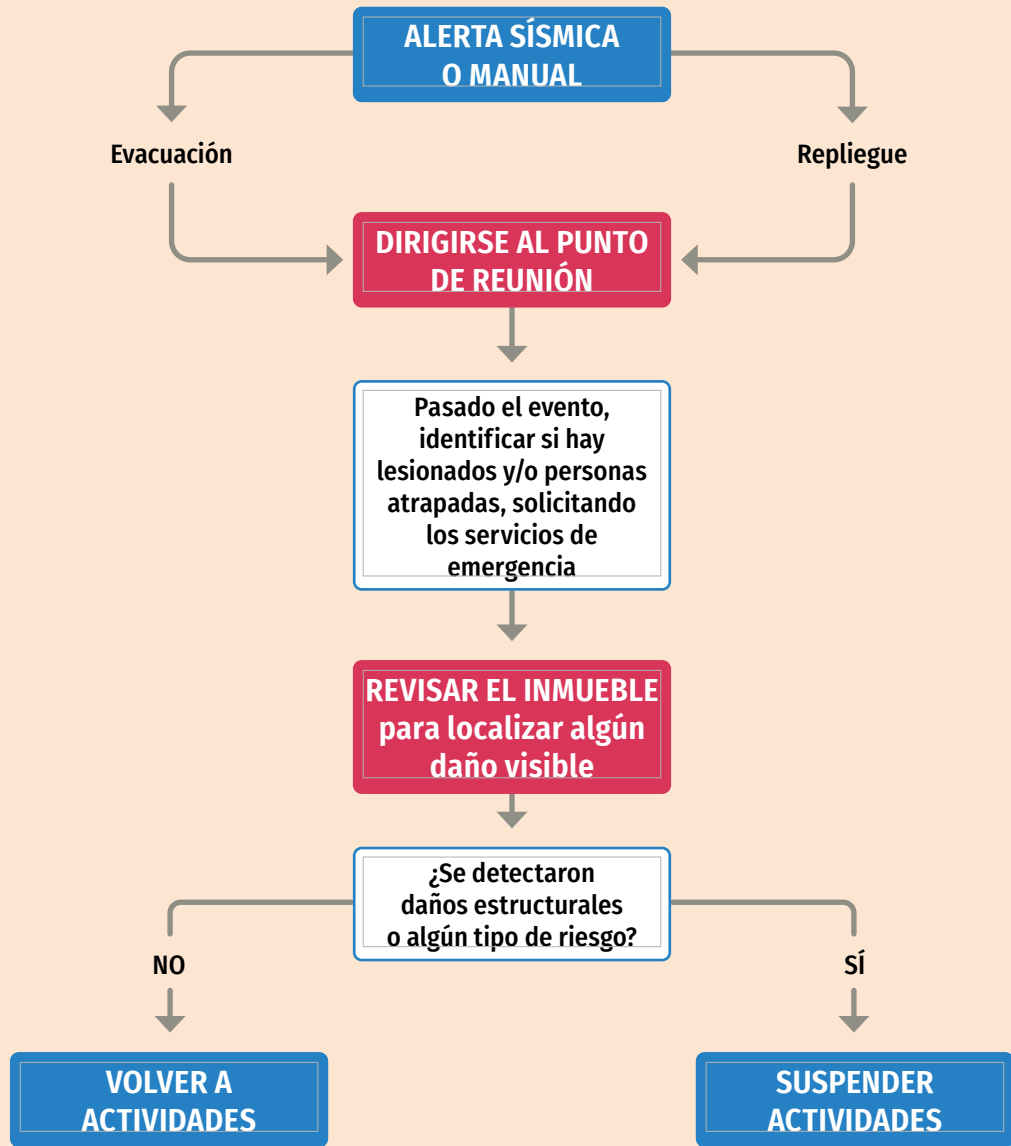 ALERTA SÍSMICA
O MANUAL
Evacuación
Repliegue
DIRIGIRSE AL PUNTO
DE REUNIÓN
Pasado el evento,
identificar si hay
lesionados y/o personas
atrapadas, solicitando
los servicios de
emergencia
REVISAR EL INMUEBLE
para localizar algún
daño visible
¿Se detectaron
daños estructurales
o algún tipo de riesgo?
NO
SÍ
VOLVER A
ACTIVIDADES
SUSPENDER
ACTIVIDADES